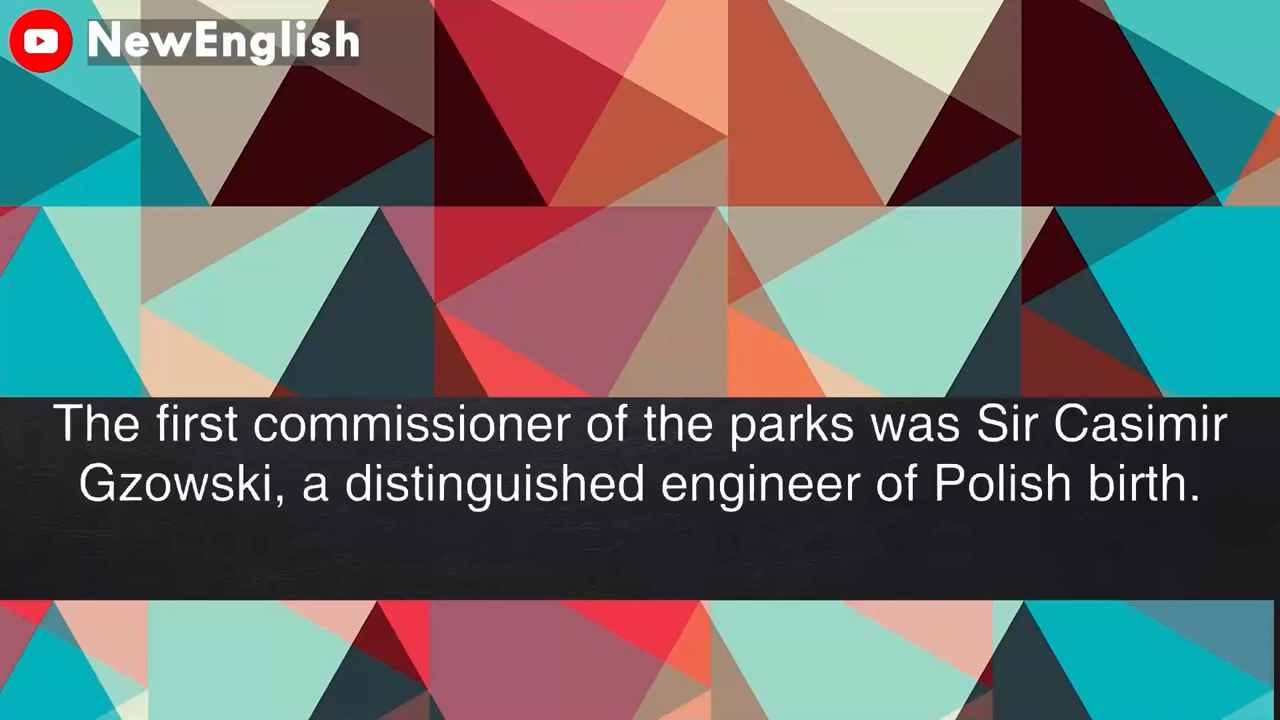 NewEnglish
The first commissioner of the parks was Sir Casimir
Gzowski, a distinguished engineer of Polish birth.